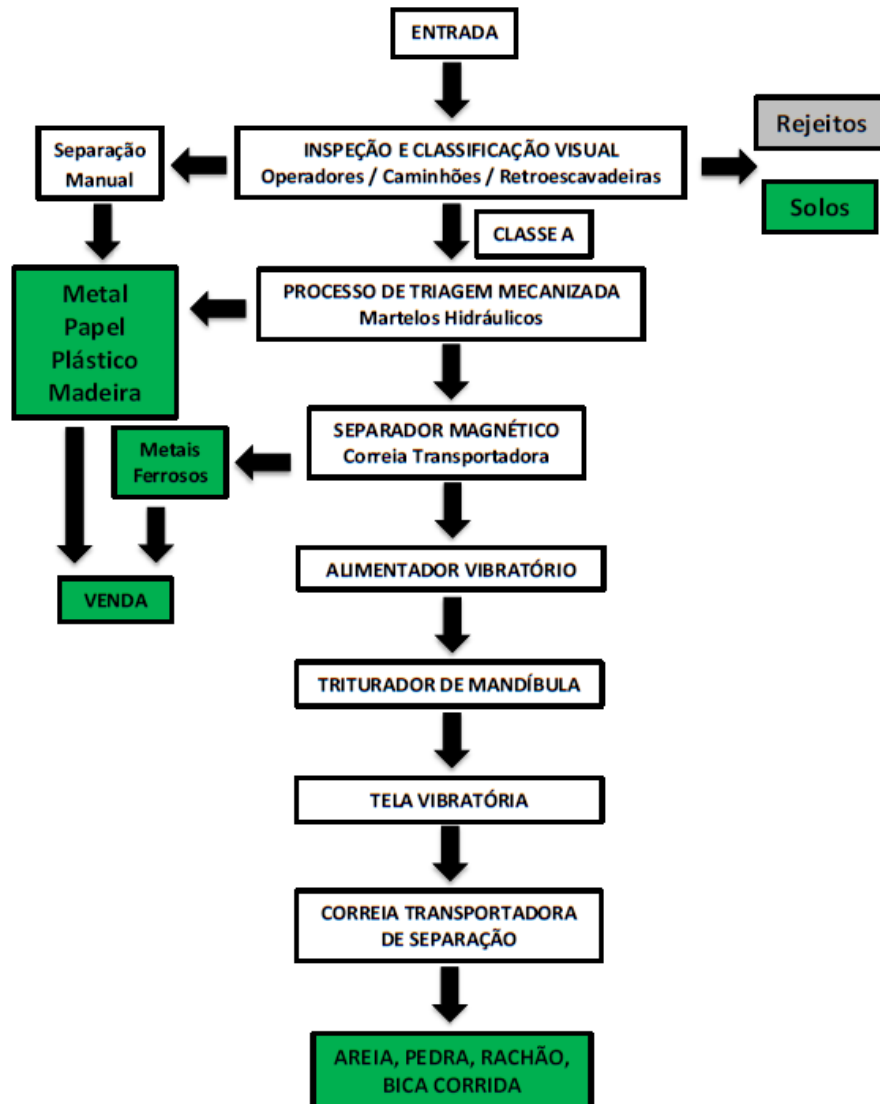 ENTRADA
INSPEÇÃO E CLASSIFICAÇÃO VISUAL
Operadores / Caminhões / Retroescavadeiras
Separação
Manual
Rejeitos
Solos
CLASSE A
PROCESSO DE TRIAGEM MECANIZADA
Martelos Hidráulicos
Metal
Papel
Plástico
Madeira
SEPARADOR MAGNÉTICO
Correia Transportadora
Metais
Ferrosos
ALIMENTADOR VIBRATÓRIO
VENDA
TRITURADOR DE MANDÍBULA
TELA VIBRATÓRIA
CORREIA TRANSPORTADORA
DE SEPARAÇÃO
AREIA, PEDRA, RACHÃO,
BICA CORRIDA